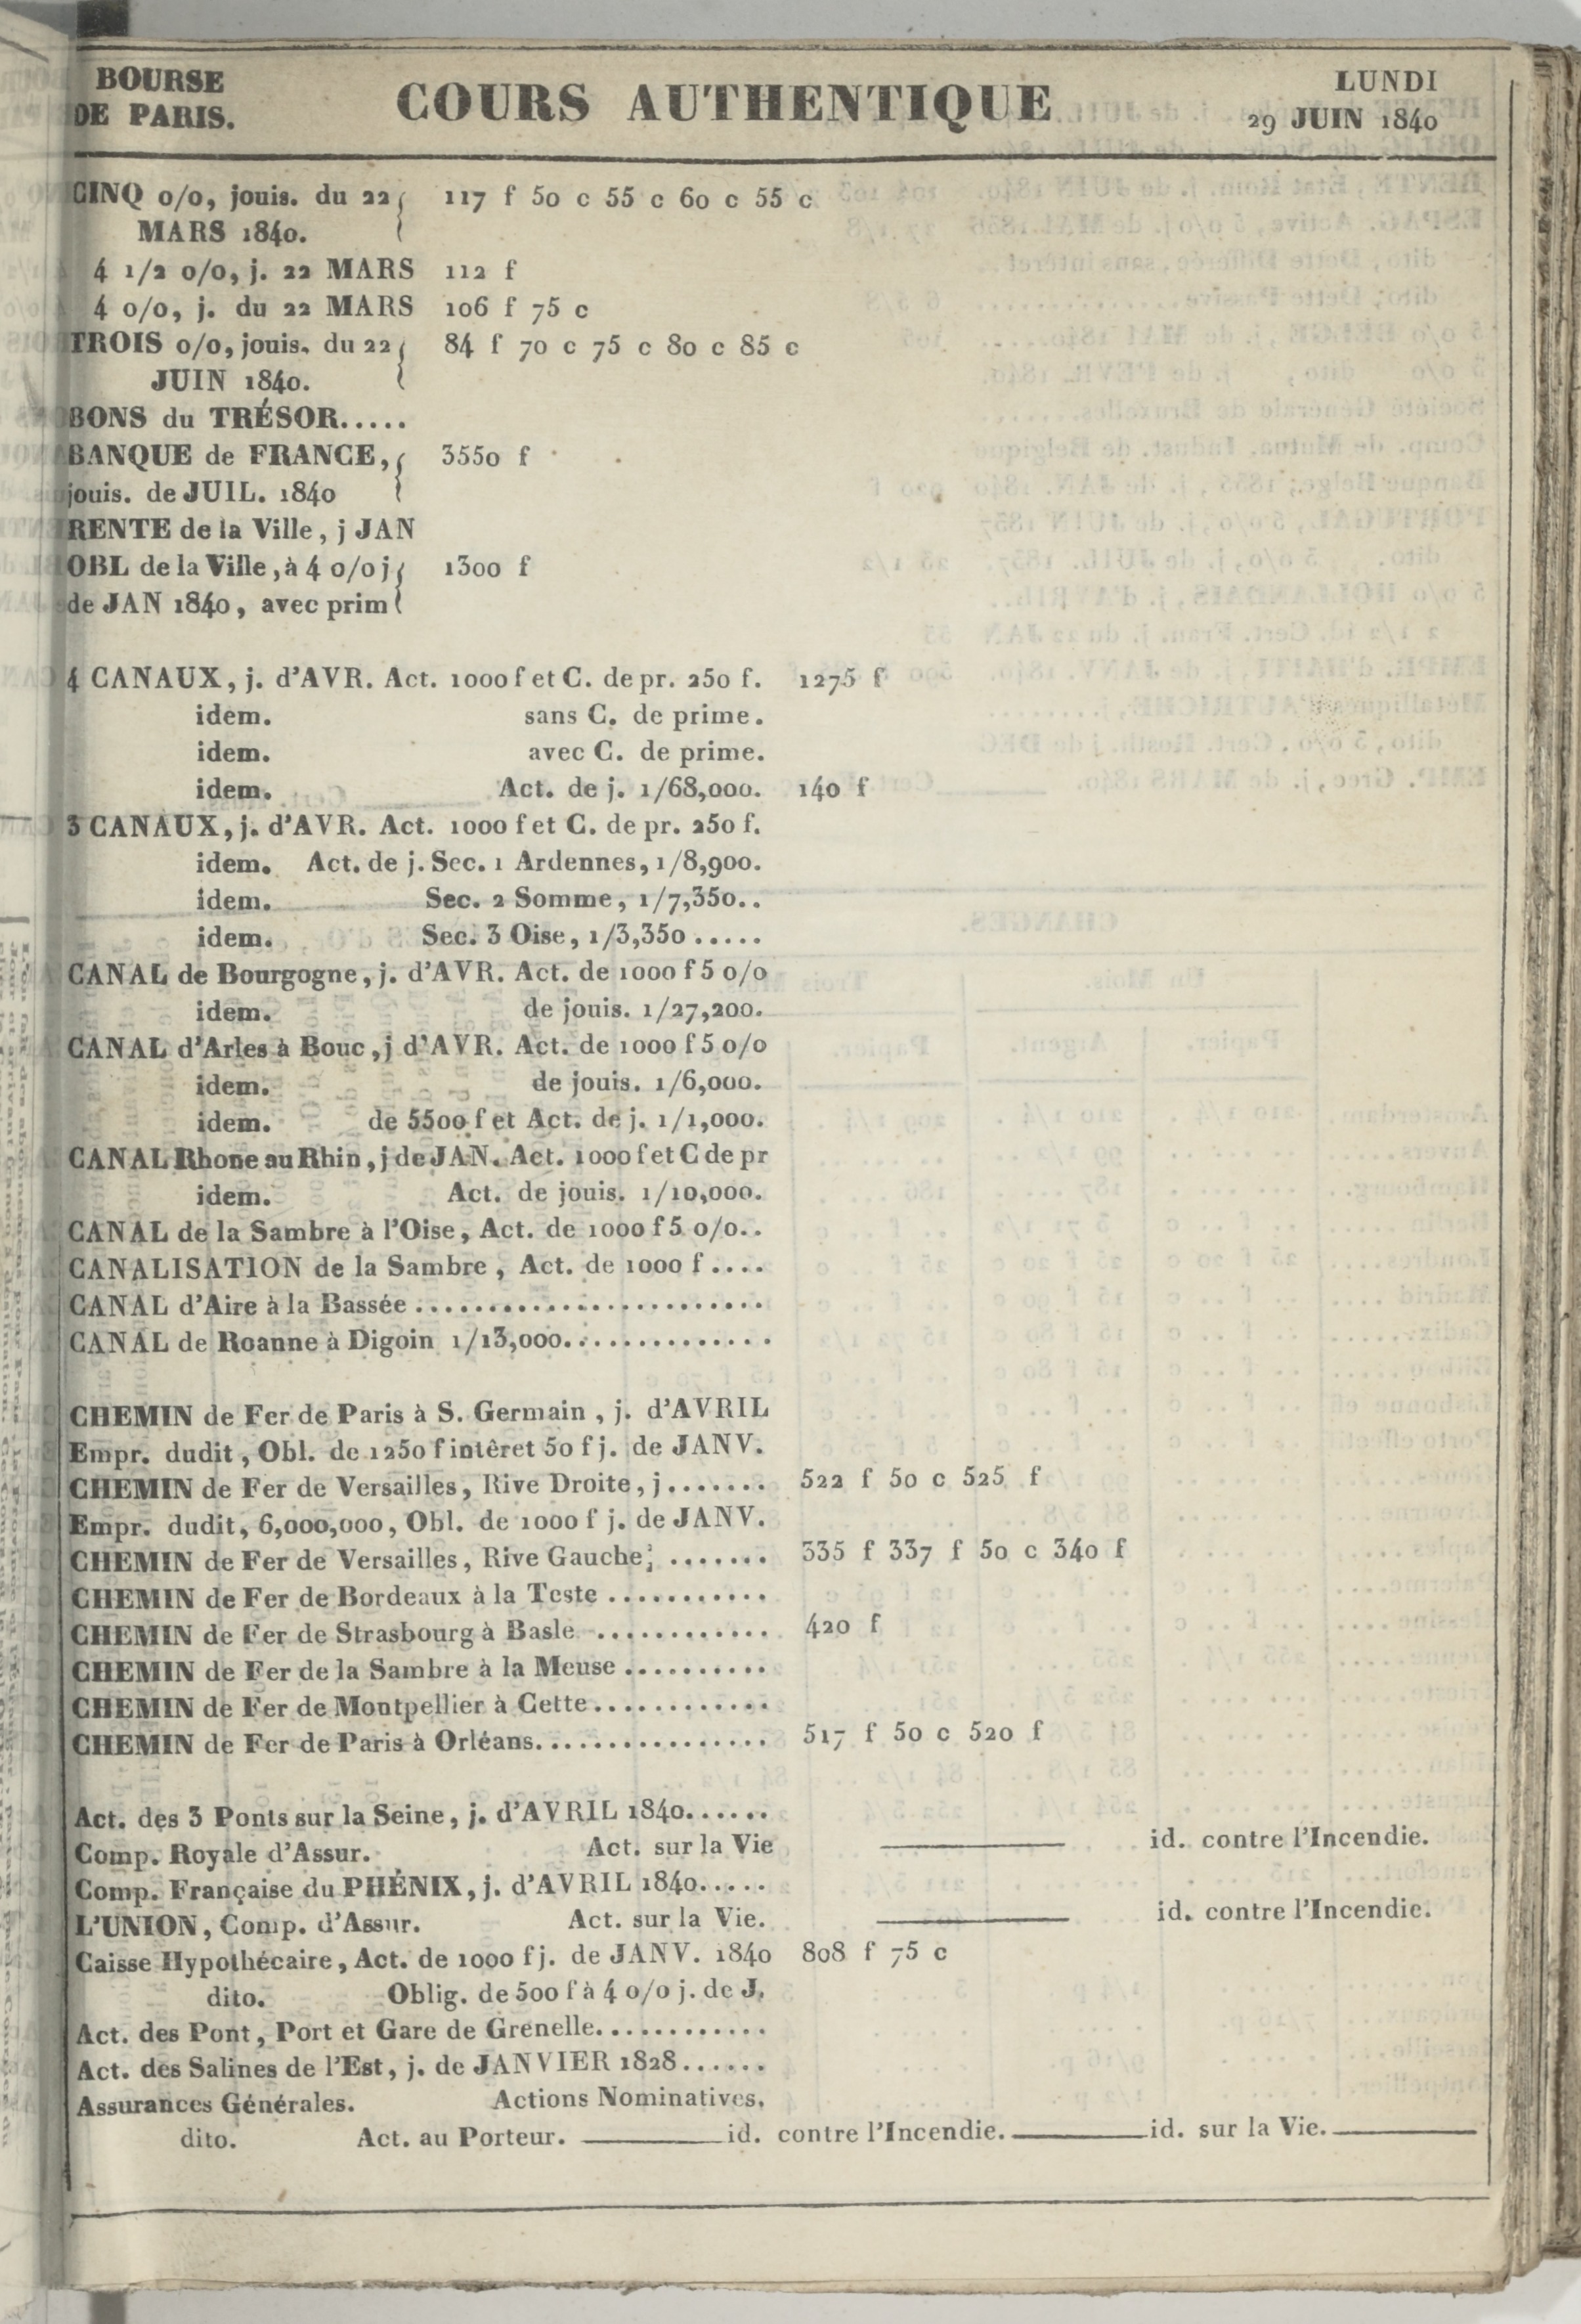 BOURSE
DE PARIS.
COURS AUTHENTIQUE
LUNDI
29 JUIN 1840
CINQ o/o, jouis. du 22 117 f 50 c 55 c 60 c 55 c
MARS 1840.
4 1/2 o/o, j. 22 MARS 112 f
4 o/o, j. du 22 MARS 106 f 75 c
TROIS o/o, jouis. du 22 84 f 70 c 75 c 80 c 85 c
JUIN 1840.
BONS du TRÉSOR.....
BANQUE de FRANCE, 3550 f
jouis. de JUIL. 1840
RENTE de la Ville, j JAN
OBL de la Ville, à 4 o/o j 1300 f
de JAN 1840, avec prim
4 CANAUX, j. d'AVR. Act. 1000 f et C. de pr. 250 f. 1275 f
idem. sans C. de prime.
idem. avec C. de prime.
idem. Act. de j. 1/68,000. 140 f
3 CANAUX, j. d'AVR. Act. 1000 f et C. de pr. 250 f.
idem. Act. de j. Sec. 1 Ardennes, 1/8,900.
idem. Sec. 2 Somme, 1/7,350..
idem. Sec. 3 Oise, 1/3,350.....
CANAL de Bourgogne, j. d'AVR. Act. de 1000 f 5 o/o
idem. de jouis. 1/27,200.
CANAL d'Arles à Bouc, j d'AVR. Act. de 1000 f 5 o/o
idem. de jouis. 1/6,000.
idem. de 5500 f et Act. de j. 1/1,000.
CANAL Rhone au Rhin, j de JAN. Act. 1000 f et C de pr
idem. Act. de jouis. 1/10,000.
CANAL de la Sambre à l'Oise, Act. de 1000 f 5 o/o..
CANALISATION de la Sambre, Act. de 1000 f....
CANAL d'Aire à la Bassée........................
CANAL de Roanne à Digoin 1/13,000..............
CHEMIN de Fer de Paris à S. Germain, j. d'AVRIL
Empr. dudit, Obl. de 1250 f intêret 50 f j. de JANV.
CHEMIN de Fer de Versailles, Rive Droite, j....... 522 f 50 c 525 f
Empr. dudit, 6,000,000, Obl. de 1000 f j. de JANV.
CHEMIN de Fer de Versailles, Rive Gauche; ....... 335 f 337 f 50 c 340 f
CHEMIN de Fer de Bordeaux à la Teste...........
CHEMIN de Fer de Strasbourg à Basle............ 420 f
CHEMIN de Fer de la Sambre à la Meuse..........
CHEMIN de Fer de Montpellier à Cette............
CHEMIN de Fer de Paris à Orléans................ 517 f 50 c 520 f
Act. des 3 Ponts sur la Seine, j. d'AVRIL 1840......
Comp. Royale d'Assur. Act. sur la Vie id. contre l'Incendie.
Comp. Française du PHÉNIX, j. d'AVRIL 1840.....
L'UNION, Comp. d'Assur. Act. sur la Vie. id. contre l'Incendie.
Caisse Hypothécaire, Act. de 1000 f j. de JANV. 1840 808 f 75 c
dito. Oblig. de 500 f à 4 o/o j. de J.
Act. des Pont, Port et Gare de Grenelle............
Act. des Salines de l'Est, j. de JANVIER 1828......
Assurances Générales. Actions Nominatives.
dito. Act. au Porteur. id. contre l'Incendie. id. sur la Vie.